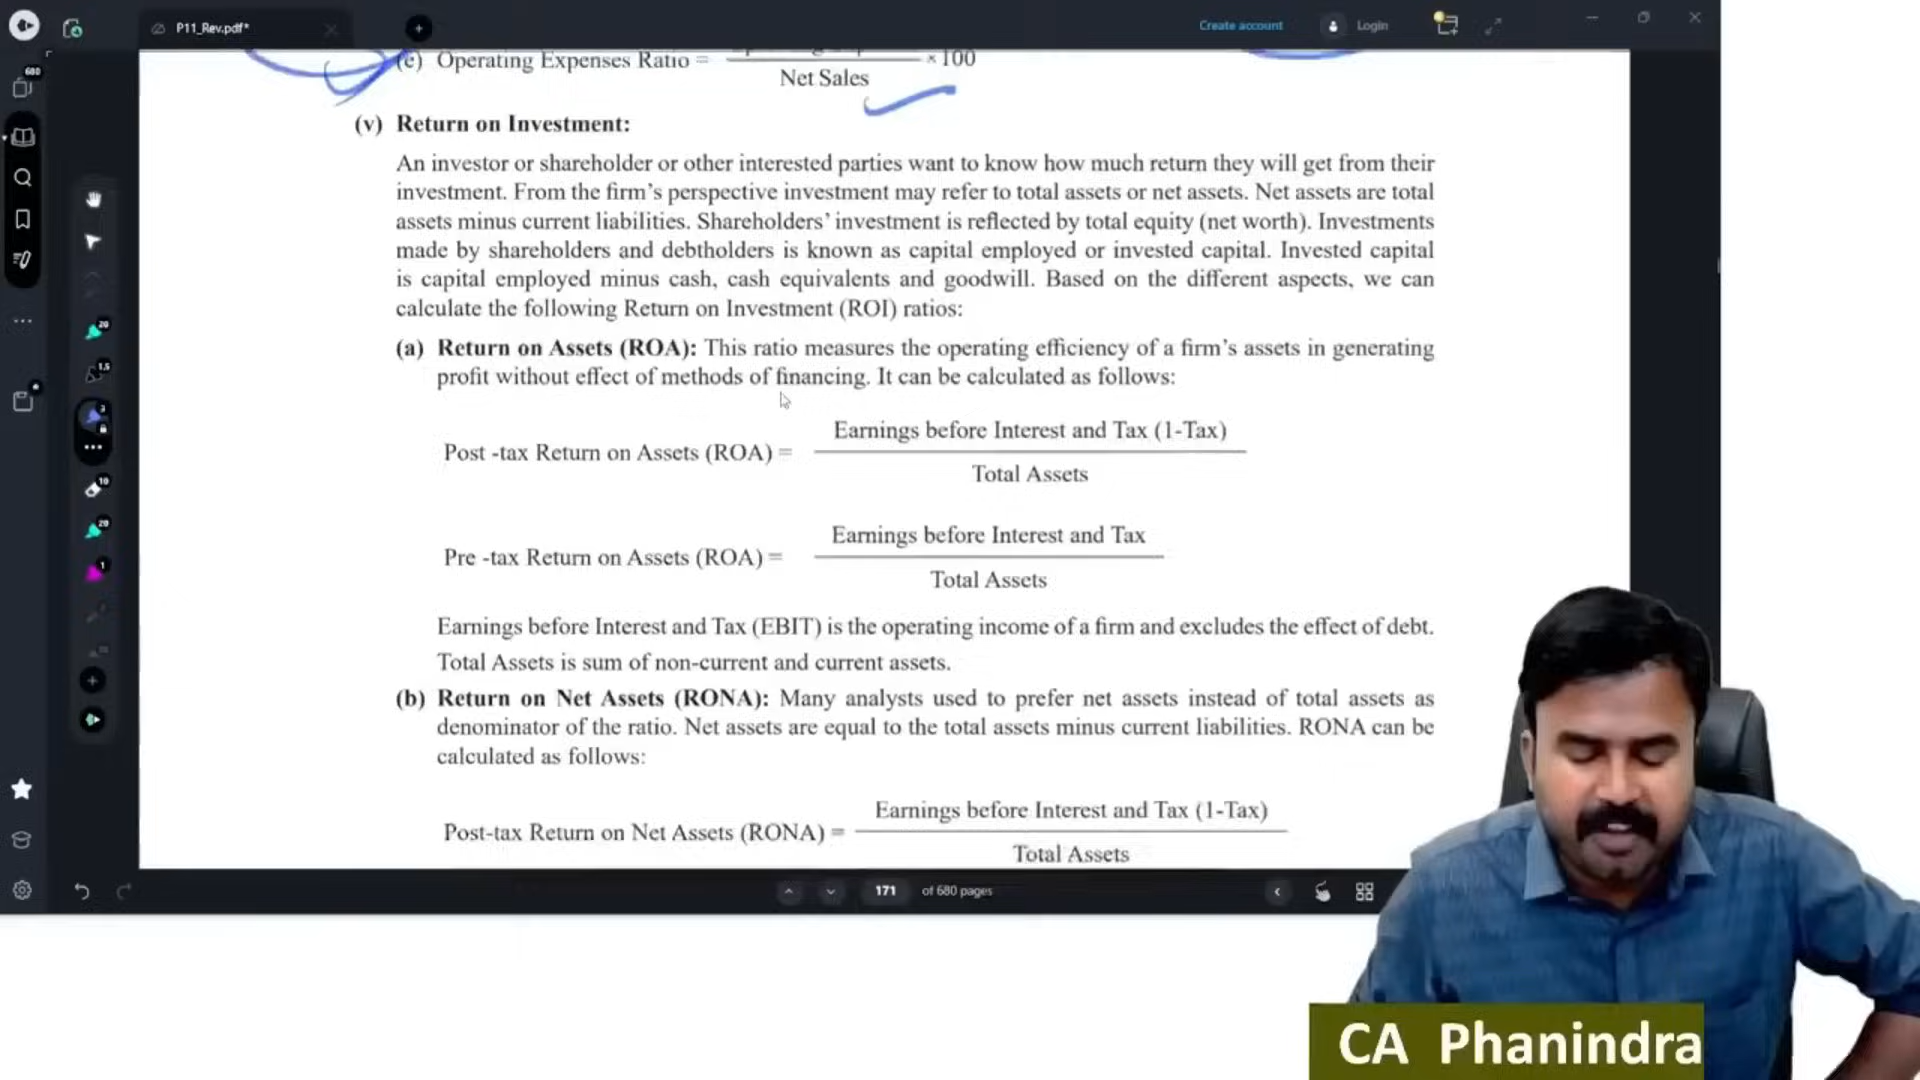 P11_Rev.pdf*
Create account
Login
680
(c) Operating Expenses Ratio = × 100
Net Sales
(v) Return on Investment:
An investor or shareholder or other interested parties want to know how much return they will get from their
investment. From the firm's perspective investment may refer to total assets or net assets. Net assets are total
assets minus current liabilities. Shareholders' investment is reflected by total equity (net worth). Investments
made by shareholders and debtholders is known as capital employed or invested capital. Invested capital
is capital employed minus cash, cash equivalents and goodwill. Based on the different aspects, we can
calculate the following Return on Investment (ROI) ratios:
(a) Return on Assets (ROA): This ratio measures the operating efficiency of a firm's assets in generating
profit without effect of methods of financing. It can be calculated as follows:
Earnings before Interest and Tax (1-Tax)
Post -tax Return on Assets (ROA) =
Total Assets
Earnings before Interest and Tax
Pre -tax Return on Assets (ROA) =
Total Assets
Earnings before Interest and Tax (EBIT) is the operating income of a firm and excludes the effect of debt.
Total Assets is sum of non-current and current assets.
(b) Return on Net Assets (RONA): Many analysts used to prefer net assets instead of total assets as
denominator of the ratio. Net assets are equal to the total assets minus current liabilities. RONA can be
calculated as follows:
Earnings before Interest and Tax (1-Tax)
Post-tax Return on Net Assets (RONA) =
Total Assets
20
1.5
3
10
20
1
171 of 680 pages
CA Phanindra